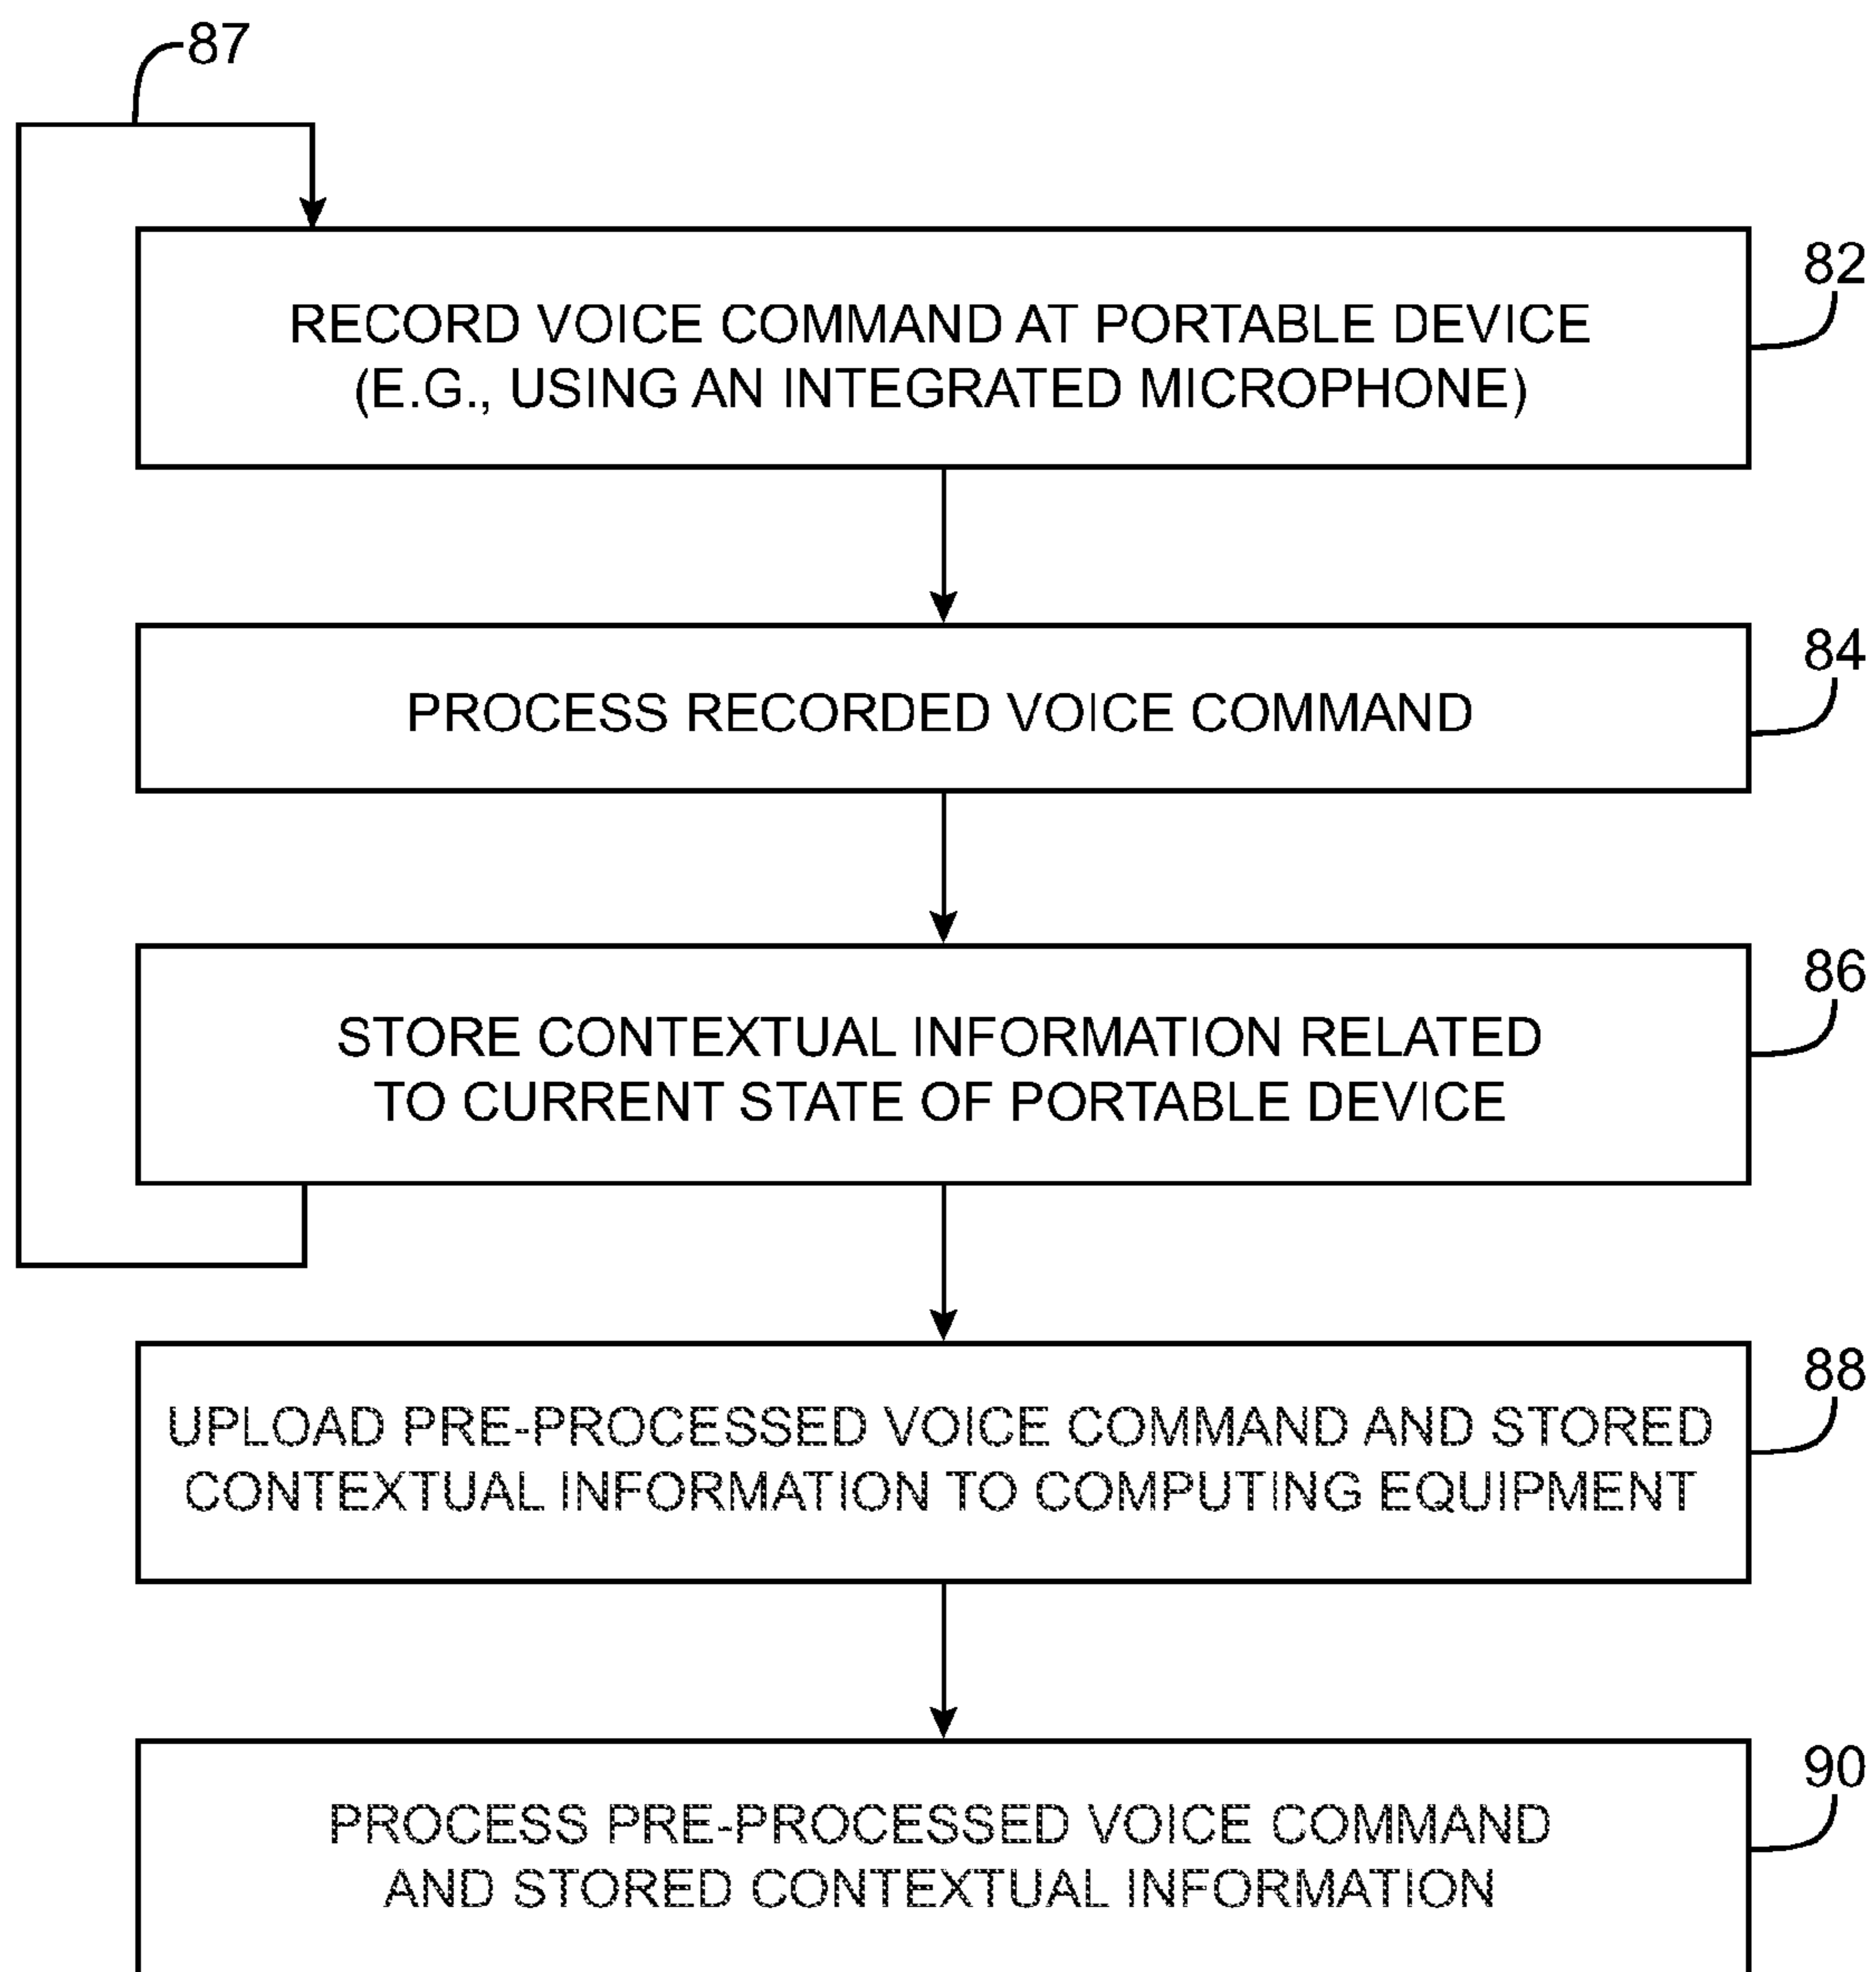 87
82
RECORD VOICE COMMAND AT PORTABLE DEVICE
(E.G., USING AN INTEGRATED MICROPHONE)
84
PROCESS RECORDED VOICE COMMAND
86
STORE CONTEXTUAL INFORMATION RELATED
TO CURRENT STATE OF PORTABLE DEVICE
88
UPLOAD PRE-PROCESSED VOICE COMMAND AND STORED
CONTEXTUAL INFORMATION TO COMPUTING EQUIPMENT
90
PROCESS PRE-PROCESSED VOICE COMMAND
AND STORED CONTEXTUAL INFORMATION